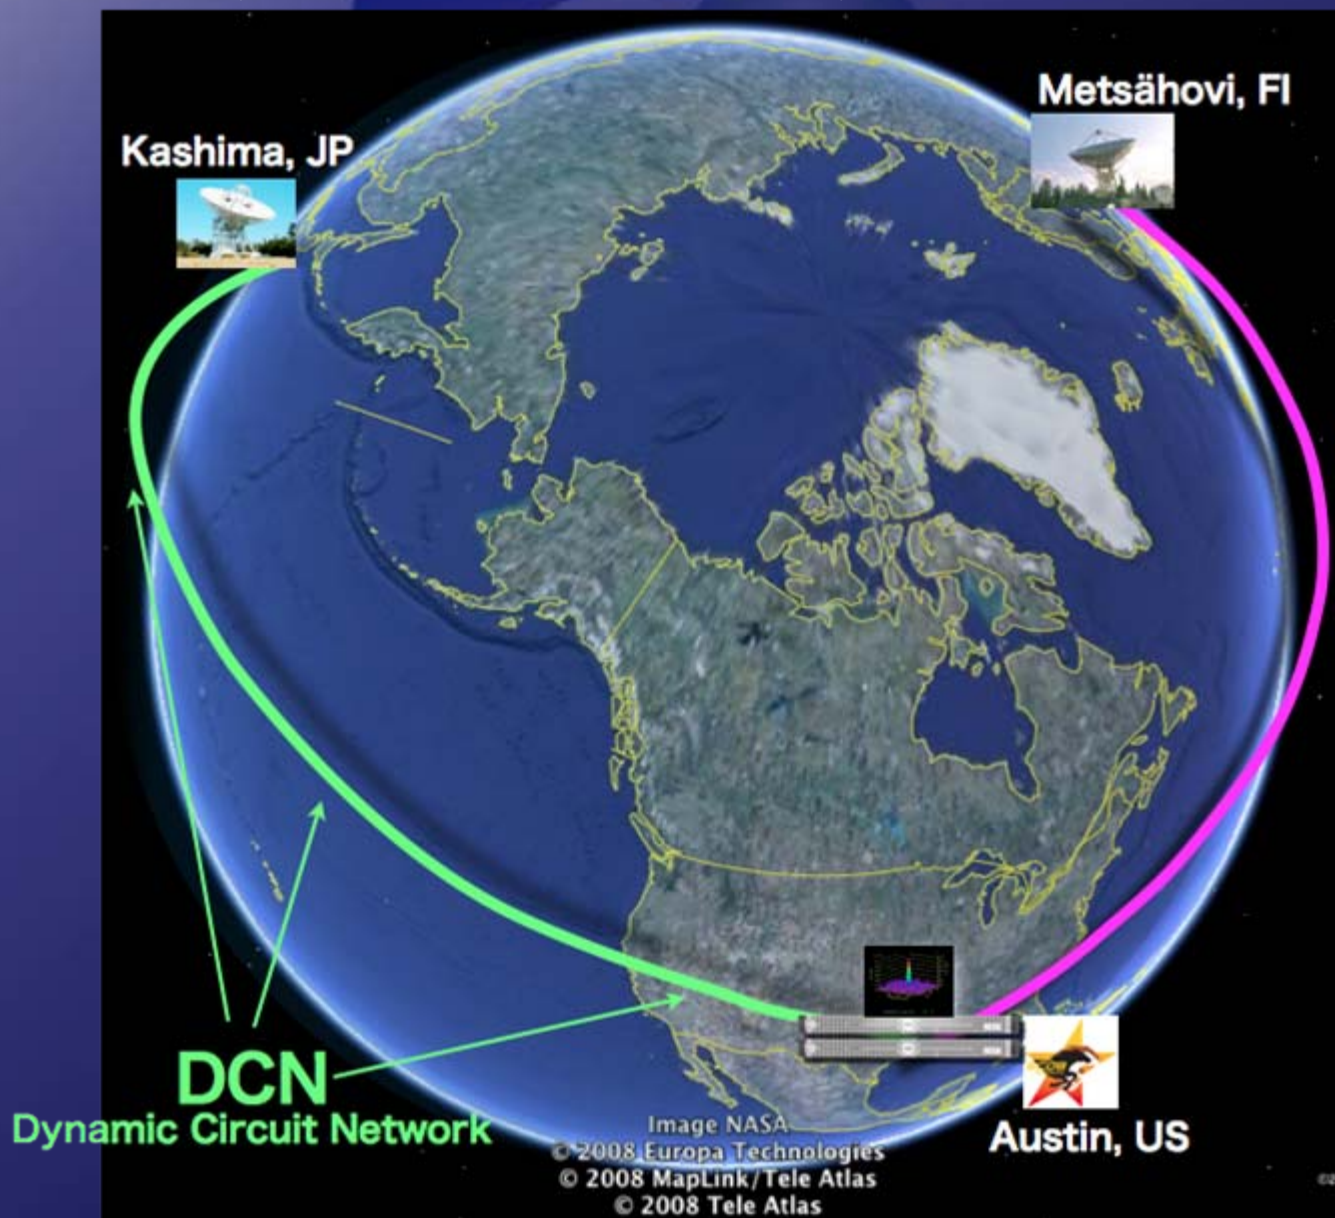 Metsähovi, FI
Kashima, JP
DCN
Dynamic Circuit Network
Austin, US
Image NASA
© 2008 Europa Technologies
© 2008 MapLink/Tele Atlas
© 2008 Tele Atlas